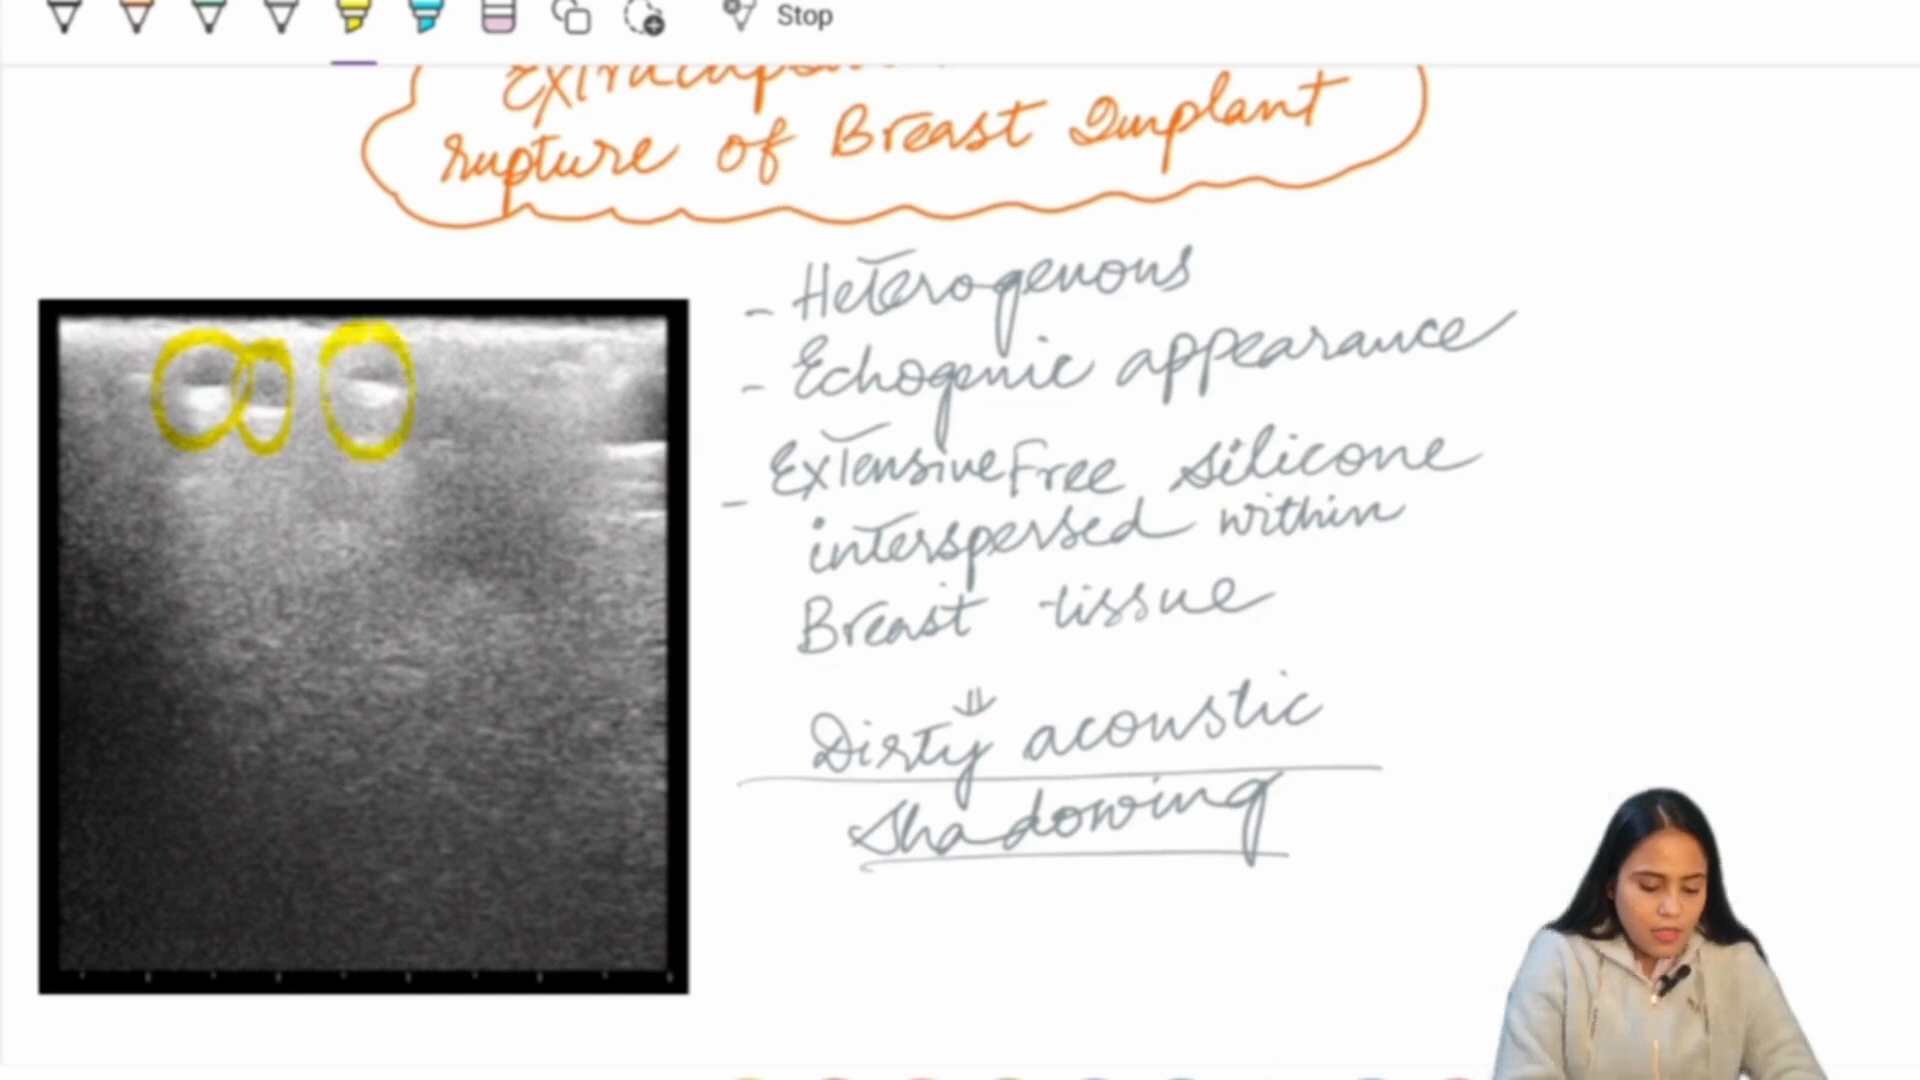 Stop
rupture of Breast Implant
- Heterogenous
- Echogenic appearance
- Extensive Free silicone
interspersed within
Breast tissue
⇓
Dirty acoustic
shadowing